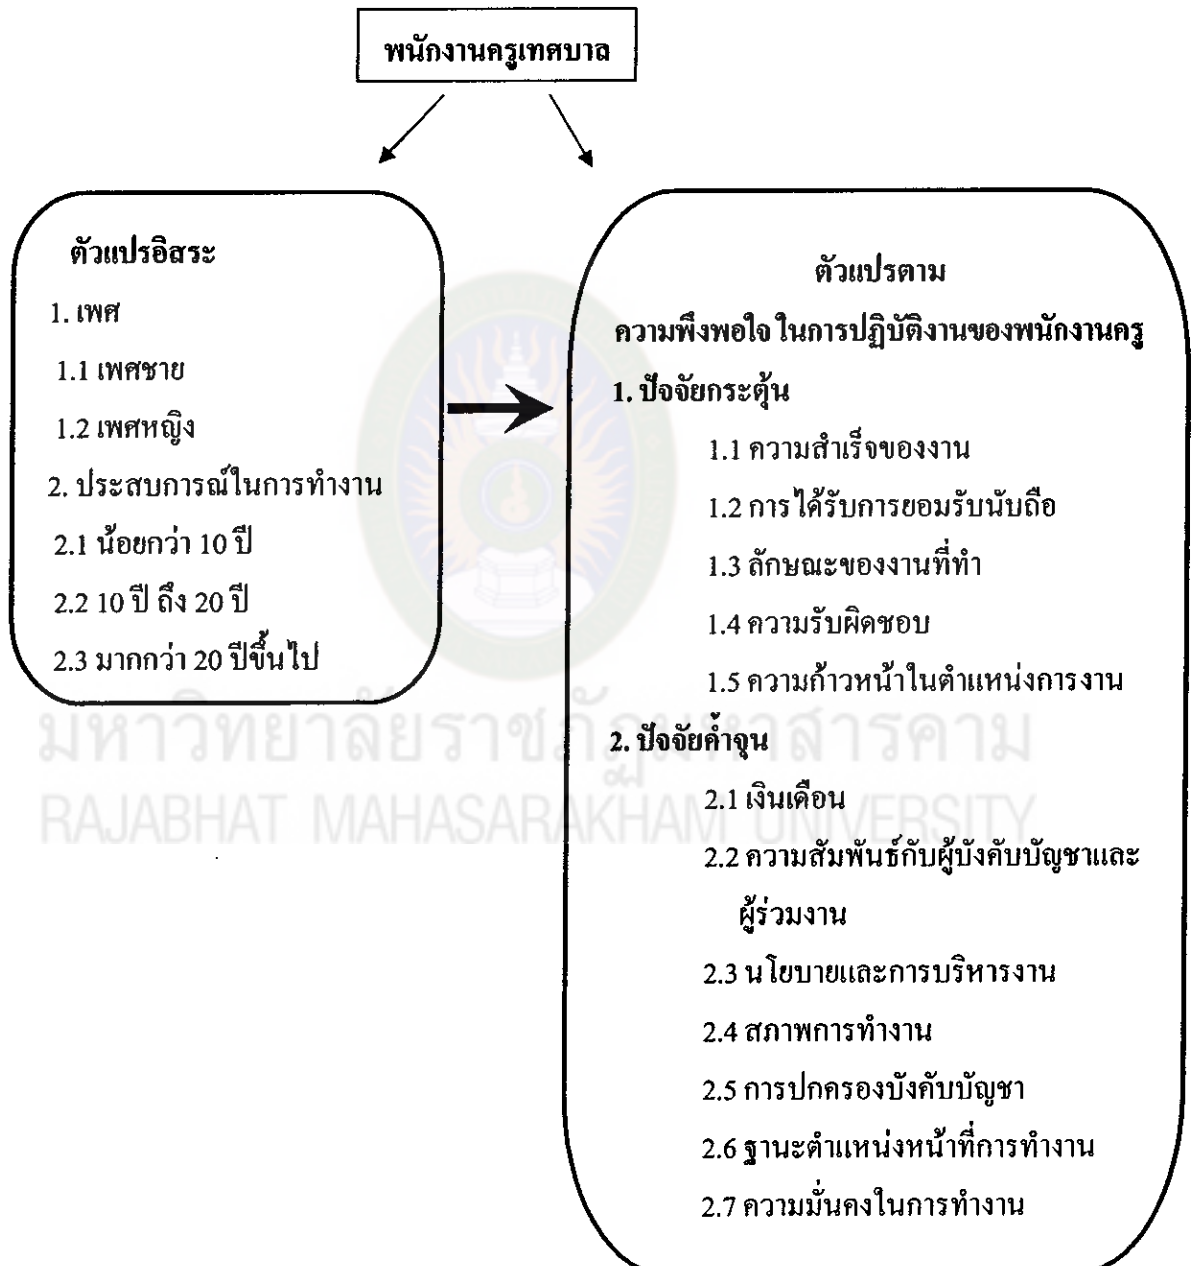 พนักงานครูเทศบาล
ตัวแปรอิสระ
1. เพศ
1.1 เพศชาย
1.2 เพศหญิง
2. ประสบการณ์ในการทำงาน
2.1 น้อยกว่า 10 ปี
2.2 10 ปี ถึง 20 ปี
2.3 มากกว่า 20 ปีขึ้นไป
ตัวแปรตาม
ความพึงพอใจ ในการปฏิบัติงานของพนักงานครู
1. ปัจจัยกระตุ้น
1.1 ความสำเร็จของงาน
1.2 การได้รับการยอมรับนับถือ
1.3 ลักษณะของงานที่ทำ
1.4 ความรับผิดชอบ
1.5 ความก้าวหน้าในตำแหน่งการงาน
2. ปัจจัยค้ำจุน
2.1 เงินเดือน
2.2 ความสัมพันธ์กับผู้บังคับบัญชาและ
ผู้ร่วมงาน
2.3 นโยบายและการบริหารงาน
2.4 สภาพการทำงาน
2.5 การปกครองบังคับบัญชา
2.6 ฐานะตำแหน่งหน้าที่การทำงาน
2.7 ความมั่นคงในการทำงาน
มหาวิทยาลัยราชภัฏมหาสารคาม
RAJABHAT MAHASARAKHAM UNIVERSITY